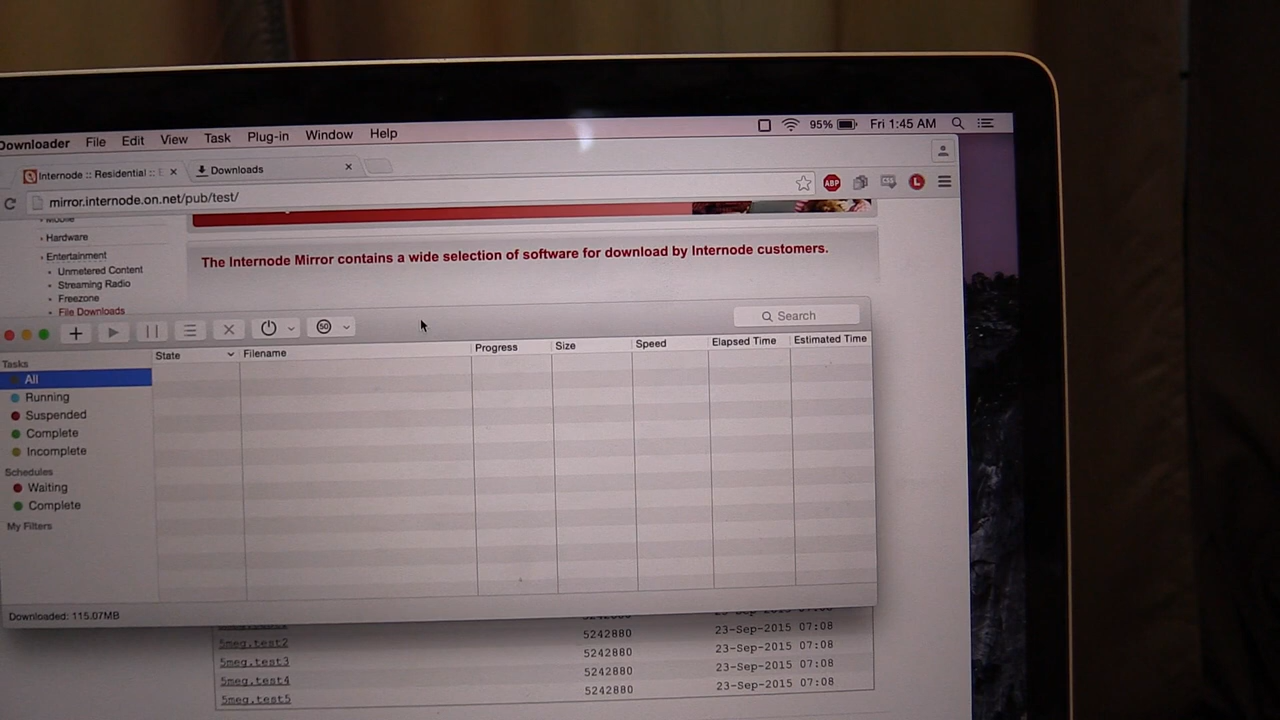 Downloader File Edit View Task Plug-in Window Help 95% Fri 1:45 AM
Internode :: Residential :: E Downloads
mirror.internode.on.net/pub/test/ ABP CSS L
Mobile
Hardware
Entertainment
Unmetered Content
Streaming Radio
Freezone
File Downloads
The Internode Mirror contains a wide selection of software for download by Internode customers.
50 Search
Tasks State Filename Progress Size Speed Elapsed Time Estimated Time
All
Running
Suspended
Complete
Incomplete
Schedules
Waiting
Complete
My Filters
Downloaded: 115.07MB
5meg.test2 5242880 23-Sep-2015 07:08
5meg.test3 5242880 23-Sep-2015 07:08
5meg.test4 5242880 23-Sep-2015 07:08
5meg.test5 5242880 23-Sep-2015 07:08